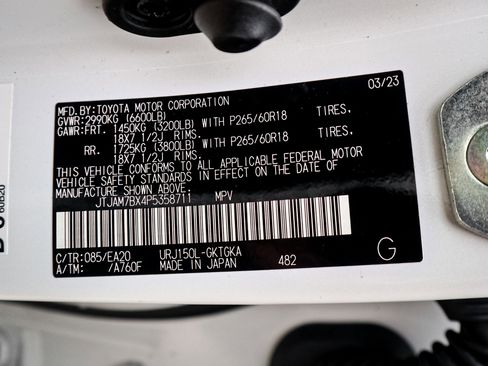 03/23
MFD.BY:TOYOTA MOTOR CORPORATION
GVWR:2990KG (6600LB)
GAWR:FRT. 1450KG (3200LB) WITH P265/60R18 TIRES,
18X7 1/2J RIMS.
RR. 1725KG (3800LB) WITH P265/60R18 TIRES,
18X7 1/2J RIMS.
THIS VEHICLE CONFORMS TO ALL APPLICABLE FEDERAL MOTOR
VEHICLE SAFETY STANDARDS IN EFFECT ON THE DATE OF
MANUFACTURE SHOWN ABOVE.
JTJAM7BX4P5358711 MPV
C/TR:085/EA20 URJ150L-GKTGKA
A/TM: /A760F MADE IN JAPAN 482
G